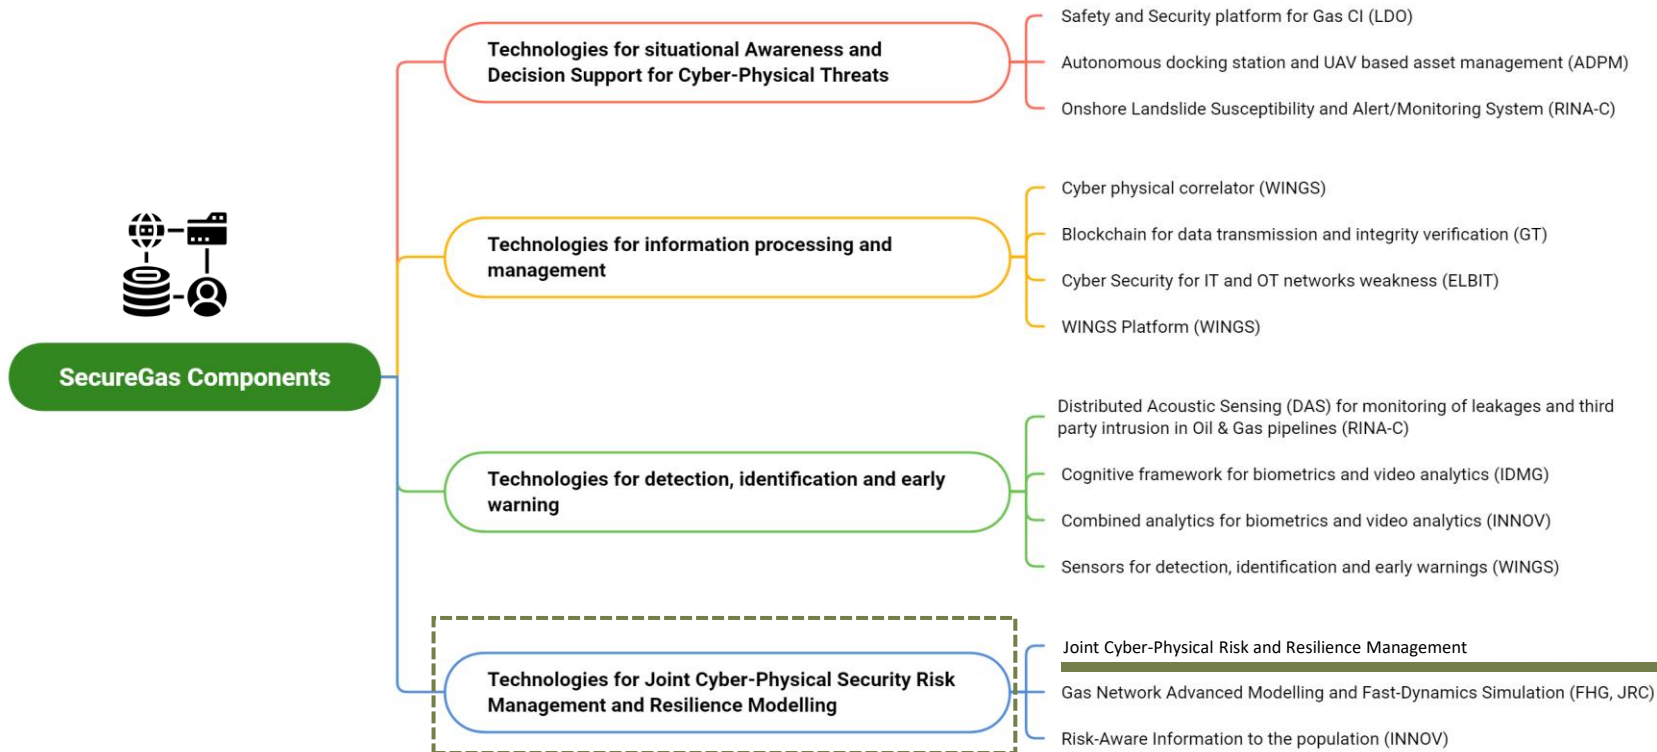 Safety and Security platform for Gas CI (LDO)
Technologies for situational Awareness and
Decision Support for Cyber-Physical Threats
Autonomous docking station and UAV based asset management (ADPM)
Onshore Landslide Susceptibility and Alert/Monitoring System (RINA-C)
Cyber physical correlator (WINGS)
Technologies for information processing and
management
Blockchain for data transmission and integrity verification (GT)
Cyber Security for IT and OT networks weakness (ELBIT)
WINGS Platform (WINGS)
SecureGas Components
Distributed Acoustic Sensing (DAS) for monitoring of leakages and third
party intrusion in Oil & Gas pipelines (RINA-C)
Technologies for detection, identification and early
warning
Cognitive framework for biometrics and video analytics (IDMG)
Combined analytics for biometrics and video analytics (INNOV)
Sensors for detection, identification and early warnings (WINGS)
Joint Cyber-Physical Risk and Resilience Management
Technologies for Joint Cyber-Physical Security Risk
Management and Resilience Modelling
Gas Network Advanced Modelling and Fast-Dynamics Simulation (FHG, JRC)
Risk-Aware Information to the population (INNOV)